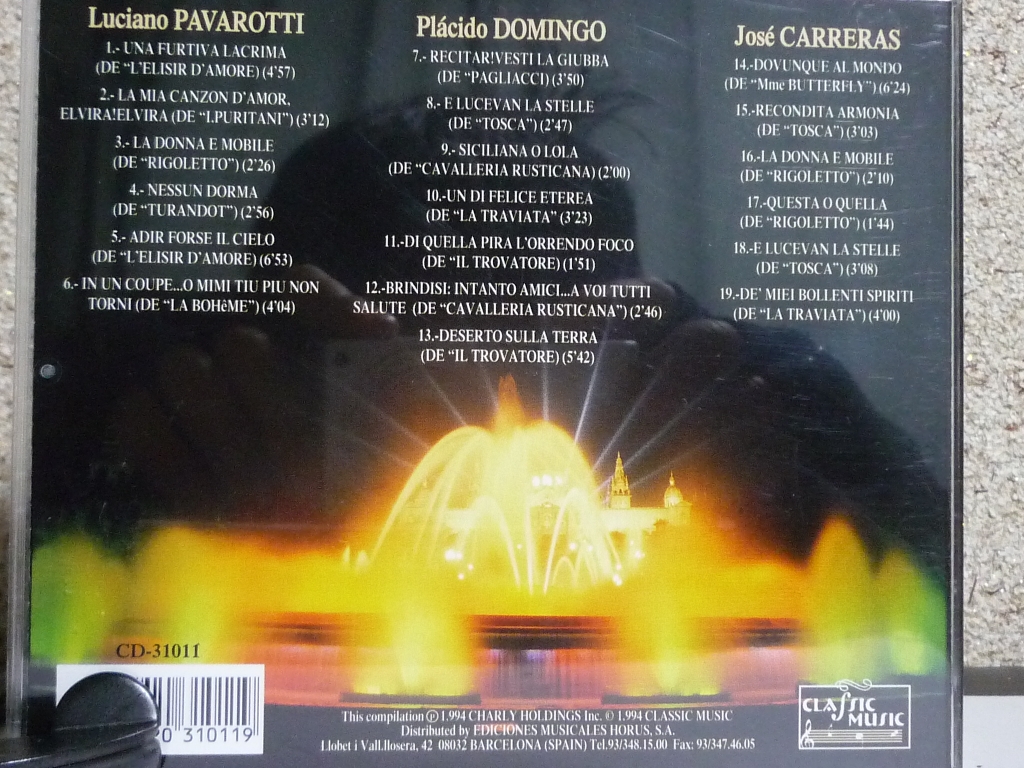 Luciano PAVAROTTI
1.- UNA FURTIVA LACRIMA
(DE "L'ELISIR D'AMORE) (4'57)
2.- LA MIA CANZON D'AMOR,
ELVIRA!ELVIRA (DE "I.PURITANI") (3'12)
3.- LA DONNA E MOBILE
(DE "RIGOLETTO") (2'26)
4.- NESSUN DORMA
(DE "TURANDOT") (2'56)
5.- ADIR FORSE IL CIELO
(DE "L'ELISIR D'AMORE) (6'53)
6.- IN UN COUPE...O MIMI TIU PIU NON
TORNI (DE "LA BOHèME") (4'04)
Plácido DOMINGO
7.- RECITAR!VESTI LA GIUBBA
(DE "PAGLIACCI) (3'50)
8.- E LUCEVAN LA STELLE
(DE "TOSCA") (2'47)
9.- SICILIANA O LOLA
(DE "CAVALLERIA RUSTICANA) (2'00)
10.-UN DI FELICE ETEREA
(DE "LA TRAVIATA") (3'23)
11.-DI QUELLA PIRA L'ORRENDO FOCO
(DE "IL TROVATORE) (1'51)
12.-BRINDISI: INTANTO AMICI...A VOI TUTTI
SALUTE (DE "CAVALLERIA RUSTICANA") (2'46)
13.-DESERTO SULLA TERRA
(DE "IL TROVATORE) (5'42)
José CARRERAS
14.-DOVUNQUE AL MONDO
(DE "Mme BUTTERFLY") (6'24)
15.-RECONDITA ARMONIA
(DE "TOSCA") (3'03)
16.-LA DONNA E MOBILE
(DE "RIGOLETTO") (2'10)
17.-QUESTA O QUELLA
(DE "RIGOLETTO") (1'44)
18.-E LUCEVAN LA STELLE
(DE "TOSCA") (3'08)
19.-DE' MIEI BOLLENTI SPIRITI
(DE "LA TRAVIATA") (4'00)
CD-31011
0 310119
This compilation Ⓟ 1.994 CHARLY HOLDINGS Inc. © 1.994 CLASSIC MUSIC
Distributed by EDICIONES MUSICALES HORUS, S.A.
Llobet i Vall.llosera, 42 08032 BARCELONA (SPAIN) Tel.93/348.15.00 Fax: 93/347.46.05
CLASSIC
MUSIC